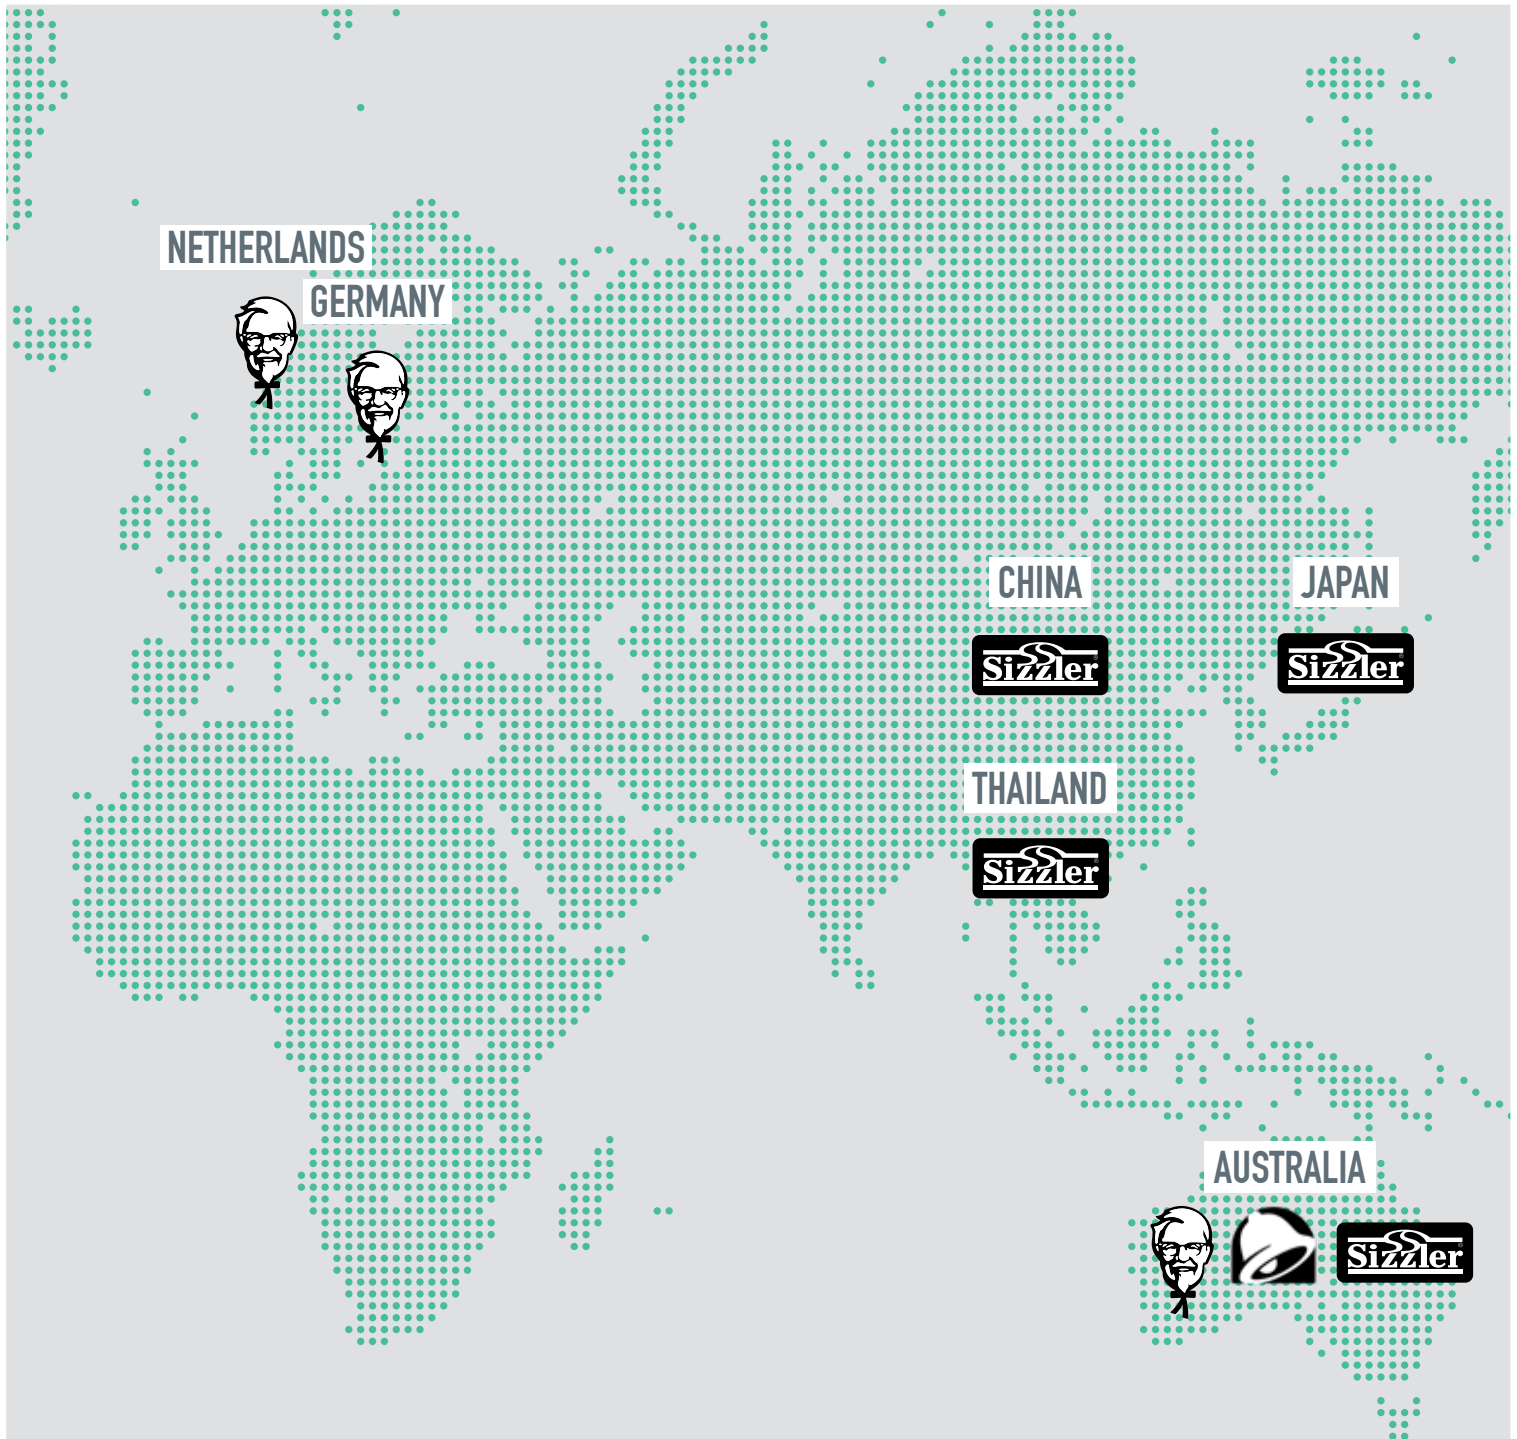 NETHERLANDS
GERMANY
CHINA
JAPAN
Sizzler
Sizzler
THAILAND
Sizzler
AUSTRALIA
Sizzler